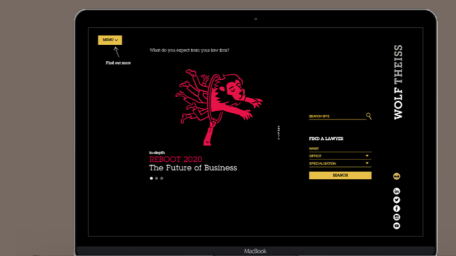 MENU
Find out more
What do you expect from your law firm?
WOLF THEISS
SEARCH SITE
FIND A LAWYER
NAME
OFFICE
SPECIALISATION
SEARCH
in-depth
REBOOT 2020
The Future of Business
MacBook